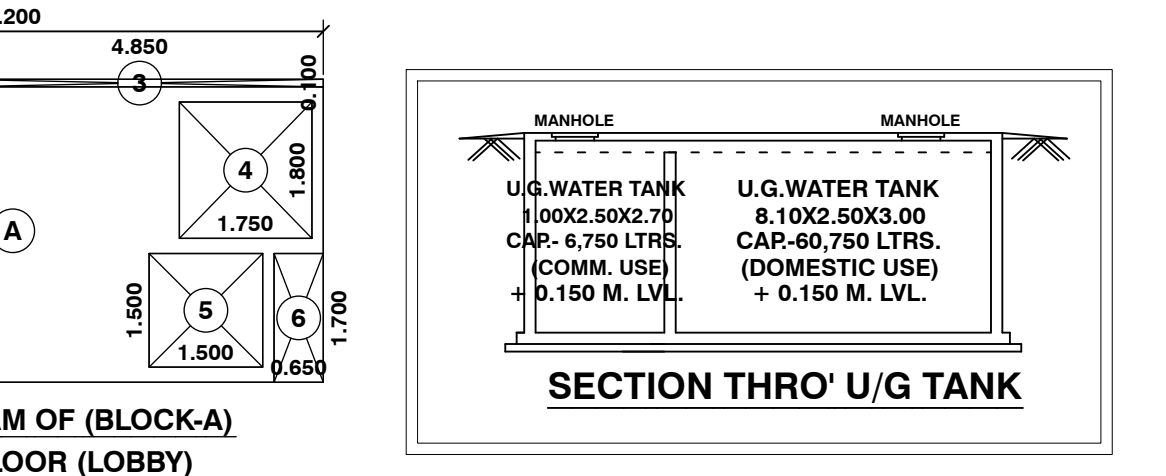 .200
4.850
3
0.100
4
1.800
1.750
A
5
1.500
1.500
6
1.700
0.650
AM OF (BLOCK-A)
LOOR (LOBBY)
MANHOLE
MANHOLE
U.G.WATER TANK
1.00X2.50X2.70
CAP.- 6,750 LTRS.
(COMM. USE)
+ 0.150 M. LVL.
U.G.WATER TANK
8.10X2.50X3.00
CAP.-60,750 LTRS.
(DOMESTIC USE)
+ 0.150 M. LVL.
SECTION THRO' U/G TANK